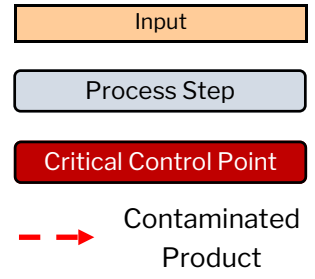 Input
Process Step
Critical Control Point
Contaminated
Product